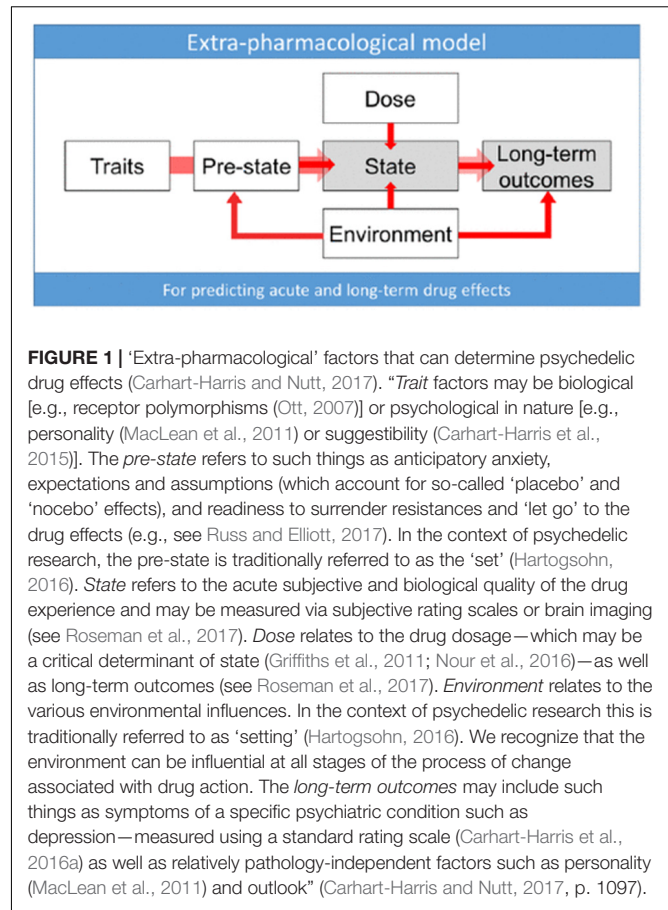 Extra-pharmacological model
Dose
Traits
Pre-state
State
Long-term
outcomes
Environment
For predicting acute and long-term drug effects
FIGURE 1 | 'Extra-pharmacological' factors that can determine psychedelic
drug effects (Carhart-Harris and Nutt, 2017). “Trait factors may be biological
[e.g., receptor polymorphisms (Ott, 2007)] or psychological in nature [e.g.,
personality (MacLean et al., 2011) or suggestibility (Carhart-Harris et al.,
2015)]. The pre-state refers to such things as anticipatory anxiety,
expectations and assumptions (which account for so-called 'placebo' and
'nocebo' effects), and readiness to surrender resistances and 'let go' to the
drug effects (e.g., see Russ and Elliott, 2017). In the context of psychedelic
research, the pre-state is traditionally referred to as the 'set' (Hartogsohn,
2016). State refers to the acute subjective and biological quality of the drug
experience and may be measured via subjective rating scales or brain imaging
(see Roseman et al., 2017). Dose relates to the drug dosage—which may be
a critical determinant of state (Griffiths et al., 2011; Nour et al., 2016)—as well
as long-term outcomes (see Roseman et al., 2017). Environment relates to the
various environmental influences. In the context of psychedelic research this is
traditionally referred to as 'setting' (Hartogsohn, 2016). We recognize that the
environment can be influential at all stages of the process of change
associated with drug action. The long-term outcomes may include such
things as symptoms of a specific psychiatric condition such as
depression—measured using a standard rating scale (Carhart-Harris et al.,
2016a) as well as relatively pathology-independent factors such as personality
(MacLean et al., 2011) and outlook” (Carhart-Harris and Nutt, 2017, p. 1097).